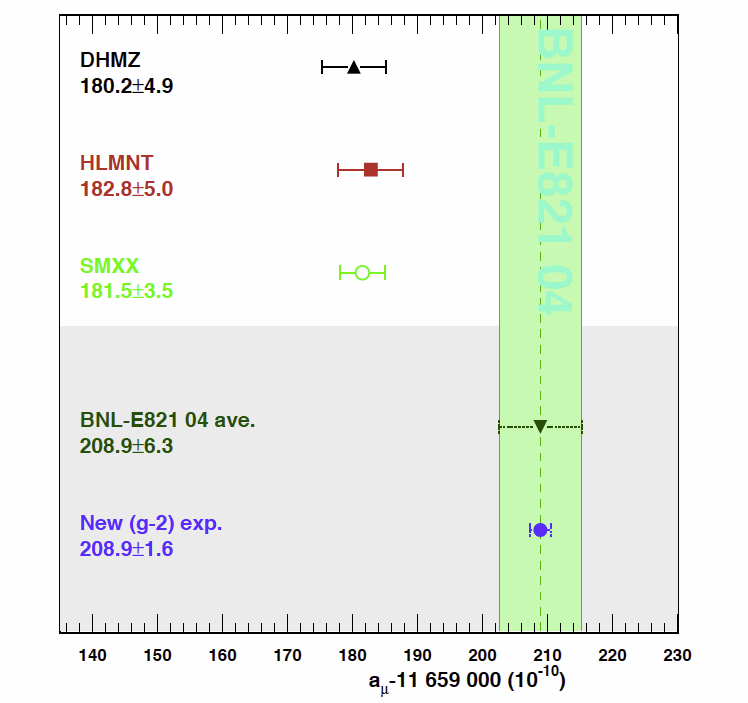 DHMZ
180.2±4.9
HLMNT
182.8±5.0
SMXX
181.5±3.5
BNL-E821 04
BNL-E821 04 ave.
208.9±6.3
New (g-2) exp.
208.9±1.6
140 150 160 170 180 190 200 210 220 230
aμ-11 659 000 (10⁻¹⁰)